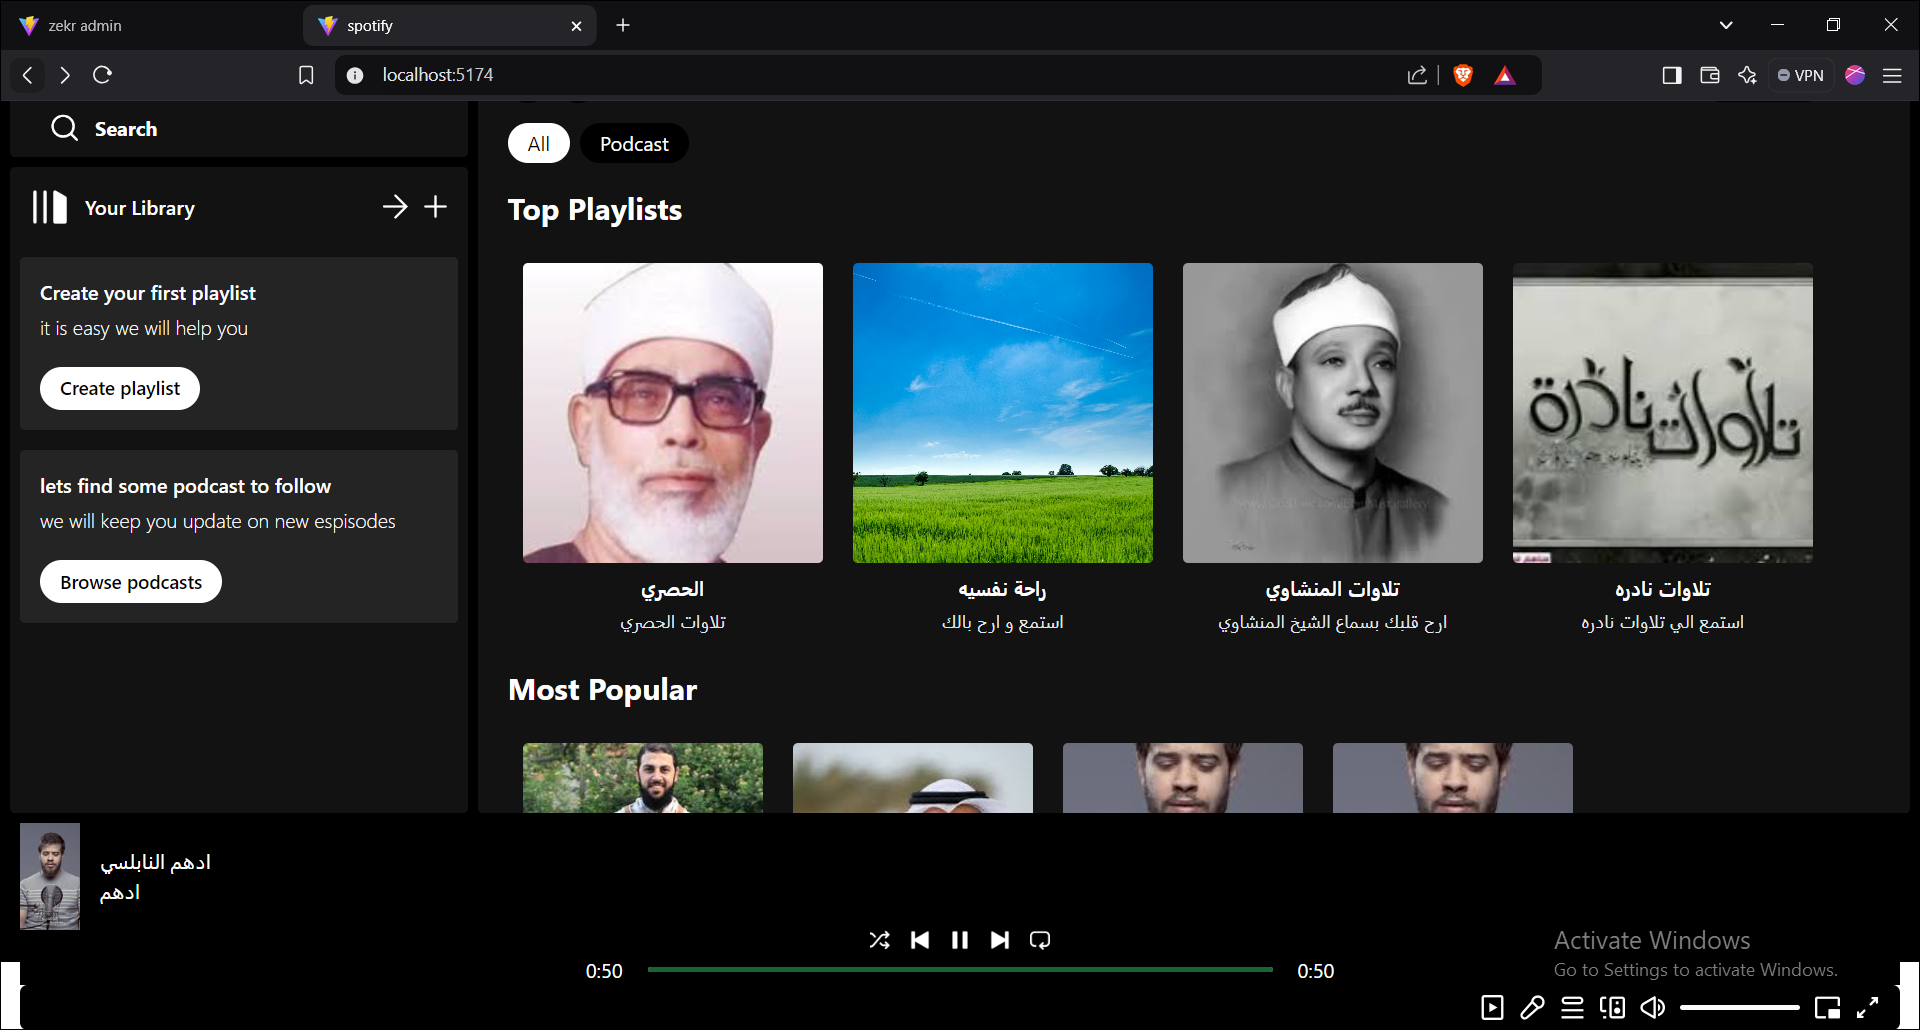 zekr admin
spotify
localhost:5174
VPN
Search
All
Podcast
Your Library
Top Playlists
Create your first playlist
it is easy we will help you
Create playlist
lets find some podcast to follow
we will keep you update on new espisodes
Browse podcasts
تلاوات نادرة
الحصري
راحة نفسيه
تلاوات المنشاوي
تلاوات نادره
تلاوات الحصري
استمع و ارح بالك
ارح قلبك بسماع الشيخ المنشاوي
استمع الي تلاوات نادره
Most Popular
ادهم النابلسي
ادهم
0:50
0:50
Activate Windows
Go to Settings to activate Windows.